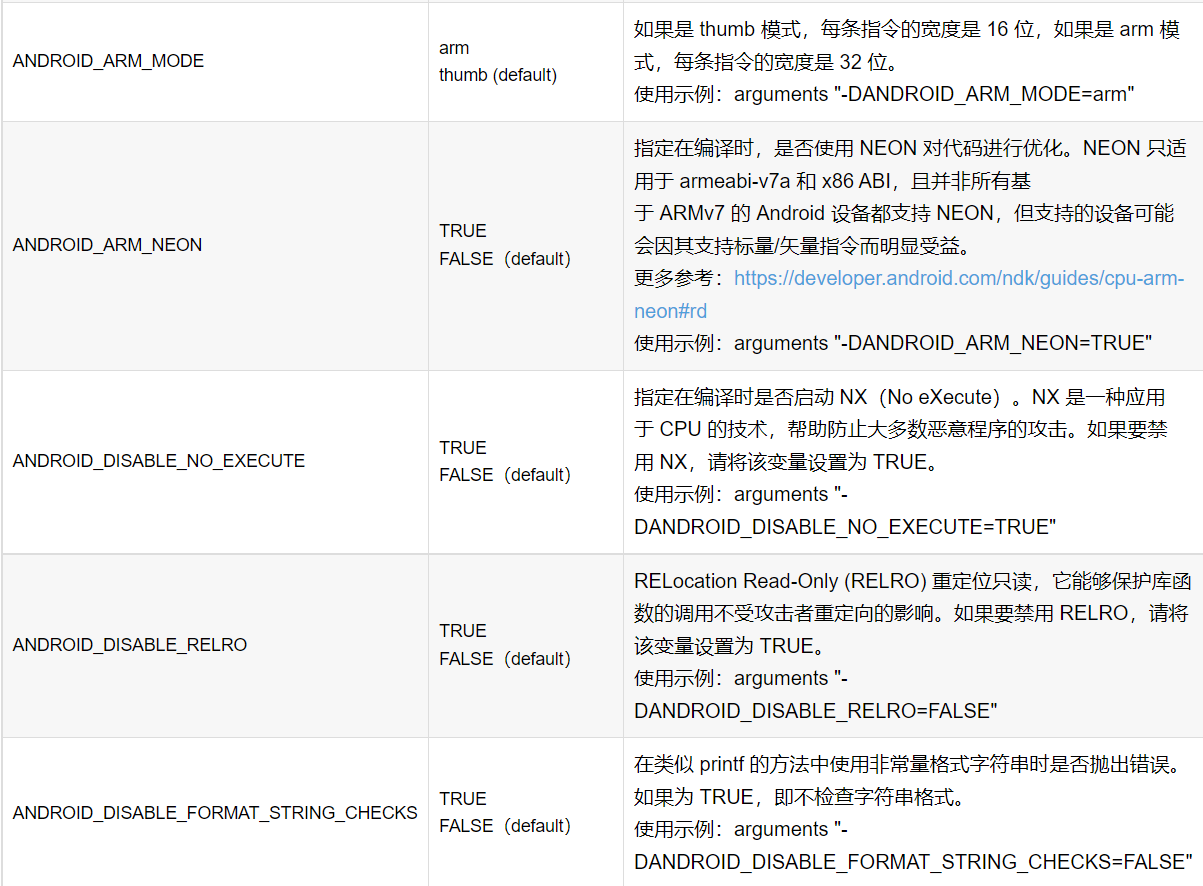 ANDROID_ARM_MODE
arm
thumb (default)
如果是 thumb 模式，每条指令的宽度是 16 位，如果是 arm 模
式，每条指令的宽度是 32 位。
使用示例：arguments "-DANDROID_ARM_MODE=arm"
ANDROID_ARM_NEON
TRUE
FALSE（default）
指定在编译时，是否使用 NEON 对代码进行优化。NEON 只适
用于 armeabi-v7a 和 x86 ABI，且并非所有基
于 ARMv7 的 Android 设备都支持 NEON，但支持的设备可能
会因其支持标量/矢量指令而明显受益。
更多参考：https://developer.android.com/ndk/guides/cpu-arm-
neon#rd
使用示例：arguments "-DANDROID_ARM_NEON=TRUE"
ANDROID_DISABLE_NO_EXECUTE
TRUE
FALSE（default）
指定在编译时是否启动 NX（No eXecute）。NX 是一种应用
于 CPU 的技术，帮助防止大多数恶意程序的攻击。如果要禁
用 NX，请将该变量设置为 TRUE。
使用示例：arguments "-
DANDROID_DISABLE_NO_EXECUTE=TRUE"
ANDROID_DISABLE_RELRO
TRUE
FALSE（default）
RELocation Read-Only (RELRO) 重定位只读，它能够保护库函
数的调用不受攻击者重定向的影响。如果要禁用 RELRO，请将
该变量设置为 TRUE。
使用示例：arguments "-
DANDROID_DISABLE_RELRO=FALSE"
ANDROID_DISABLE_FORMAT_STRING_CHECKS
TRUE
FALSE（default）
在类似 printf 的方法中使用非常量格式字符串时是否抛出错误。
如果为 TRUE，即不检查字符串格式。
使用示例：arguments "-
DANDROID_DISABLE_FORMAT_STRING_CHECKS=FALSE"